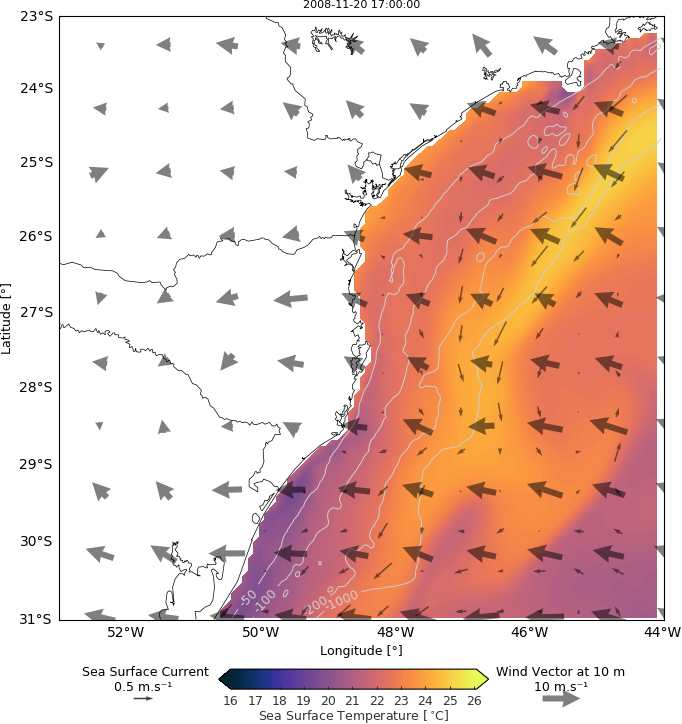 2008-11-20 17:00:00
23°S
24°S
25°S
26°S
27°S
28°S
29°S
30°S
31°S
Latitude [°]
-50
-100
-200
-1000
52°W
50°W
48°W
46°W
44°W
Longitude [°]
Sea Surface Current
0.5 m.s⁻¹
Wind Vector at 10 m
10 m.s⁻¹
16 17 18 19 20 21 22 23 24 25 26
Sea Surface Temperature [°C]